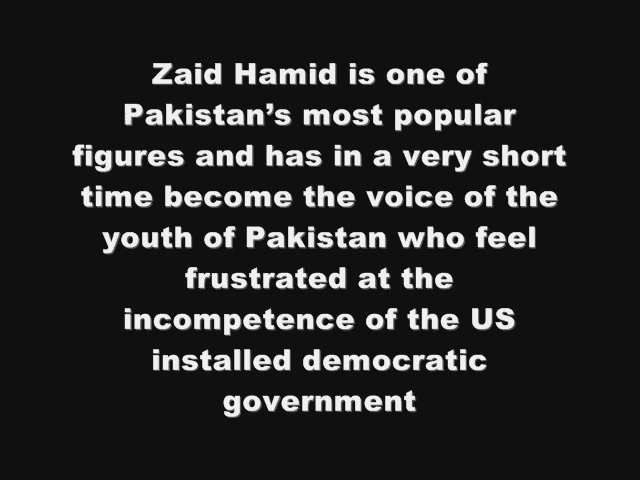 Zaid Hamid is one of
Pakistan’s most popular
figures and has in a very short
time become the voice of the
youth of Pakistan who feel
frustrated at the
incompetence of the US
installed democratic
government